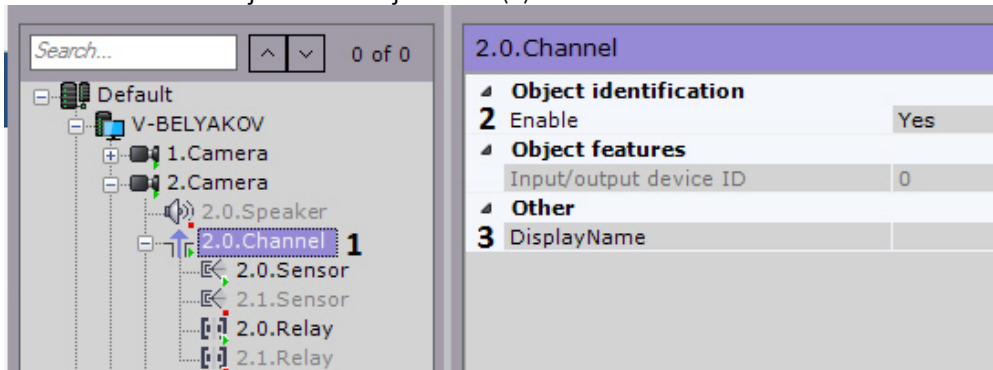 Search... 0 of 0
Default
V-BELYAKOV
1.Camera
2.Camera
2.0.Speaker
2.0.Channel 1
2.0.Sensor
2.1.Sensor
2.0.Relay
2.1.Relay
2.0.Channel
Object identification
2 Enable Yes
Object features
Input/output device ID 0
Other
3 DisplayName